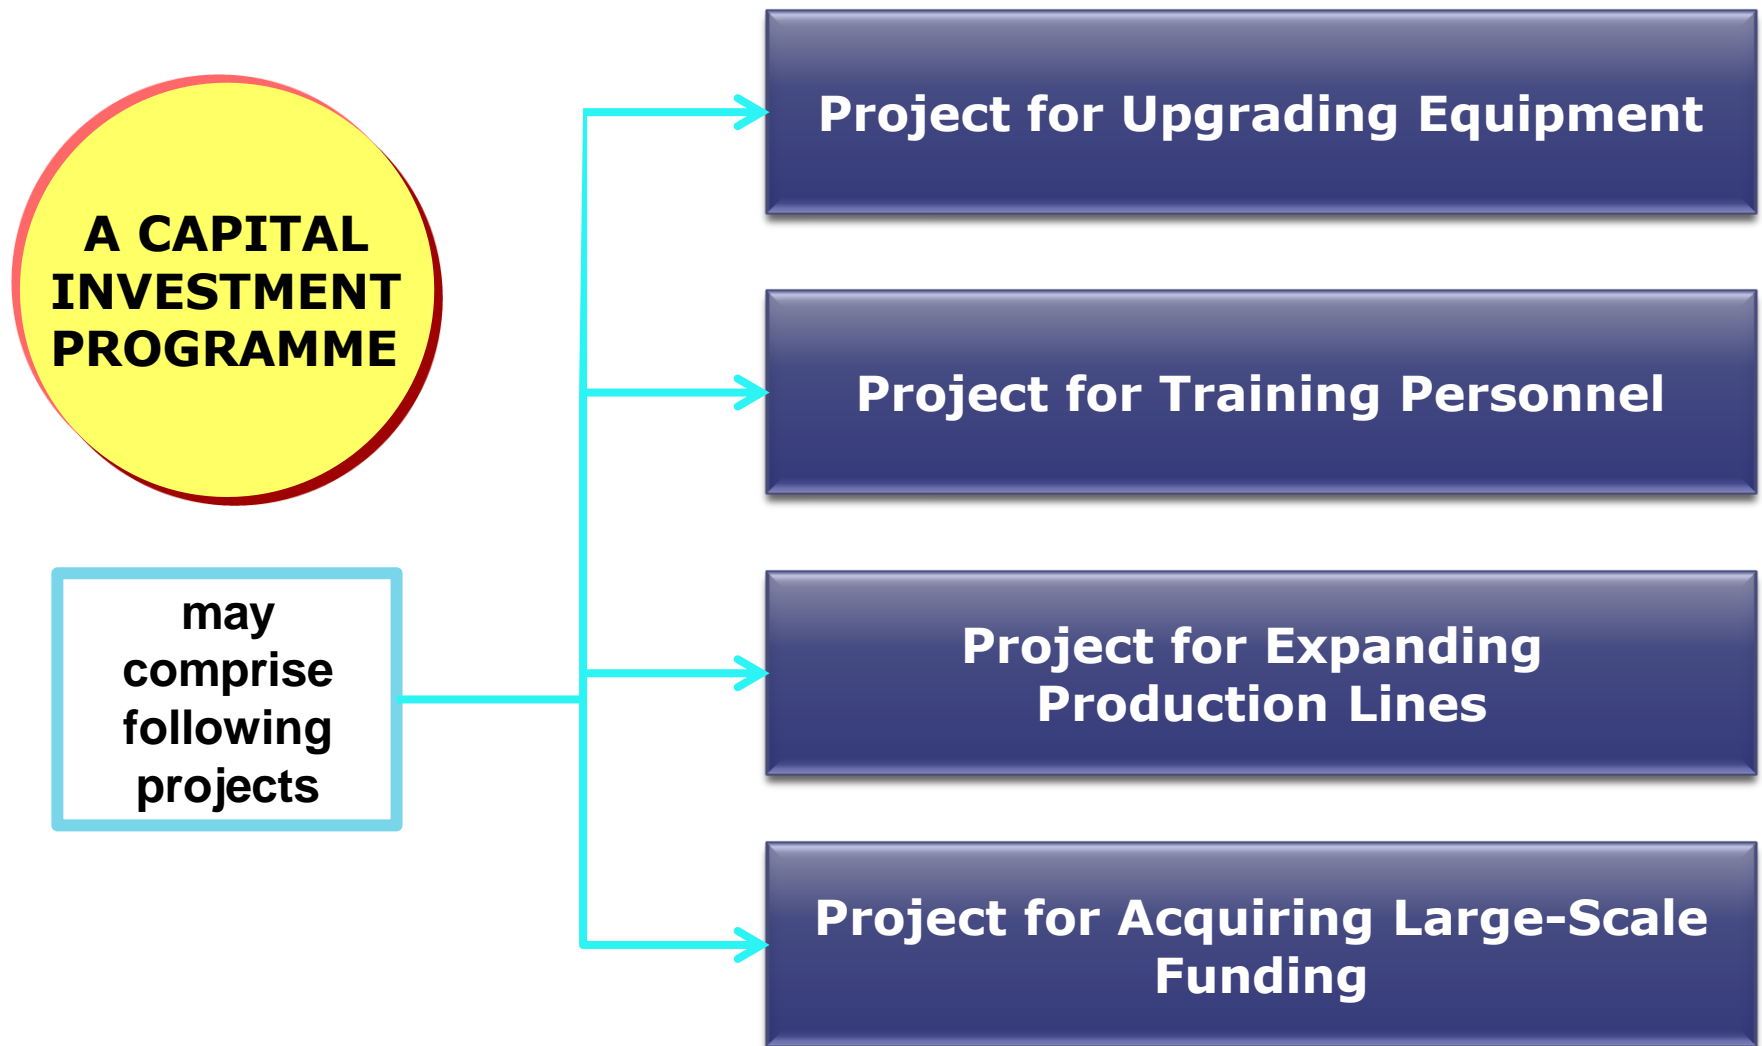 A CAPITAL
INVESTMENT
PROGRAMME
may
comprise
following
projects
Project for Upgrading Equipment
Project for Training Personnel
Project for Expanding
Production Lines
Project for Acquiring Large-Scale
Funding